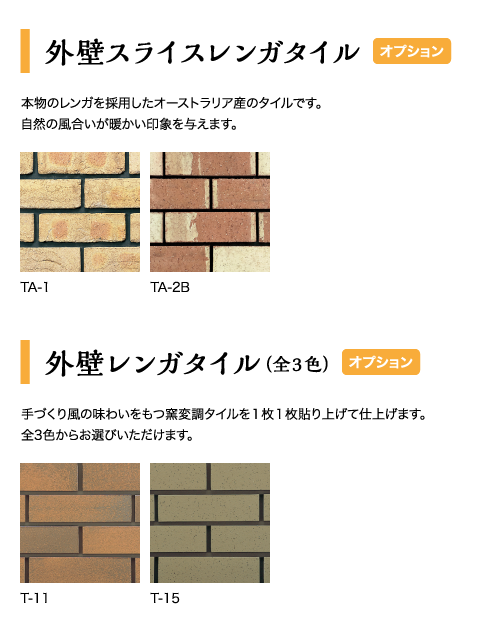 外壁スライスレンガタイル オプション
本物のレンガを採用したオーストラリア産のタイルです。
自然の風合いが暖かい印象を与えます。
TA-1 TA-2B
外壁レンガタイル（全3色） オプション
手づくり風の味わいをもつ窯変調タイルを1枚1枚貼り上げて仕上げます。
全3色からお選びいただけます。
T-11 T-15